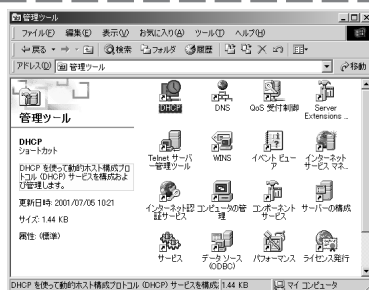 管理ツール
ファイル(F) 編集(E) 表示(V) お気に入り(A) ツール(T) ヘルプ(H)
戻る 検索 フォルダ 履歴
アドレス(D) 管理ツール 移動
管理ツール
DHCP
ショートカット
DHCP を使って動的ホスト構成プロ
トコル (DHCP) サービスを構成およ
び管理します。
更新日時: 2001/07/05 10:21
サイズ: 1.44 KB
属性: (標準)
DHCP
DNS
QoS 受付制御
Server
Extensions ...
Telnet サーバ
ー管理ツール
WINS
イベント ビュー
ア
インターネット
サービス マネ...
インターネット認
証サービス
コンピュータの管
理
コンポーネント
サービス
サーバーの構成
サービス
データ ソース
(ODBC)
パフォーマンス
ライセンス発行
DHCP を使って動的ホスト構成プロトコル (DHCP) サービスを構成 1.44 KB マイ コンピュータ